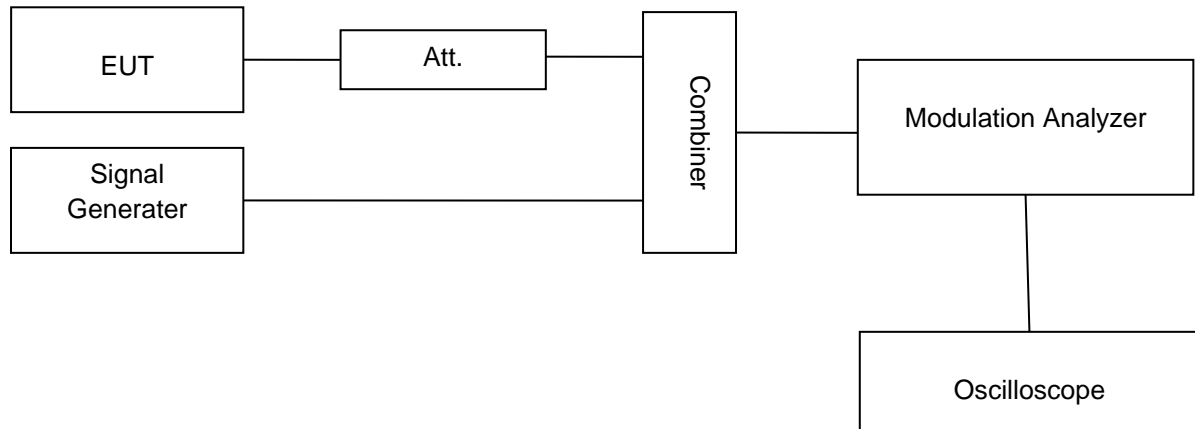 EUT
Att.
Combiner
Modulation Analyzer
Signal
Generater
Oscilloscope